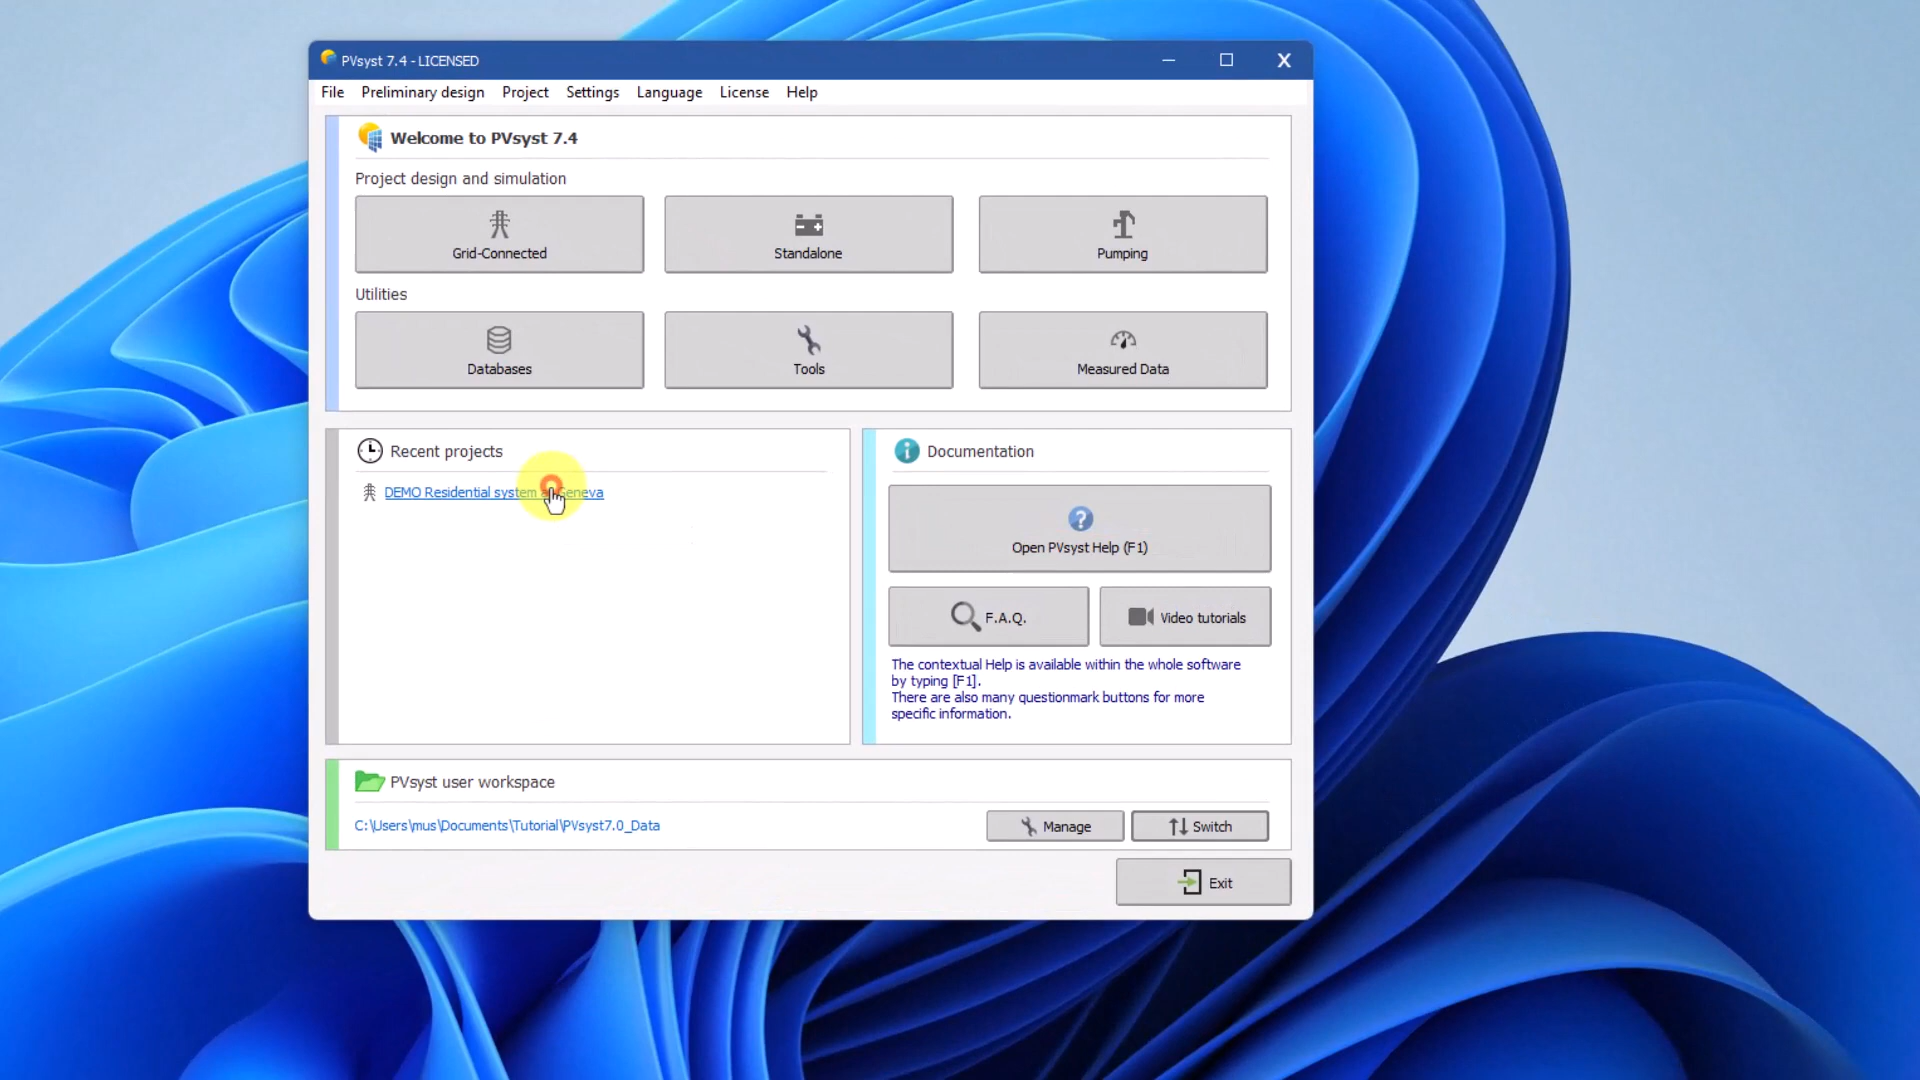 PVsyst 7.4 - LICENSED
File Preliminary design Project Settings Language License Help
Welcome to PVsyst 7.4
Project design and simulation
Grid-Connected
Standalone
Pumping
Utilities
Databases
Tools
Measured Data
Recent projects
DEMO Residential system at Geneva
Documentation
Open PVsyst Help (F1)
F.A.Q.
Video tutorials
The contextual Help is available within the whole software
by typing [F1].
There are also many questionmark buttons for more
specific information.
PVsyst user workspace
C:\Users\mus\Documents\Tutorial\PVsyst7.0_Data
Manage
Switch
Exit